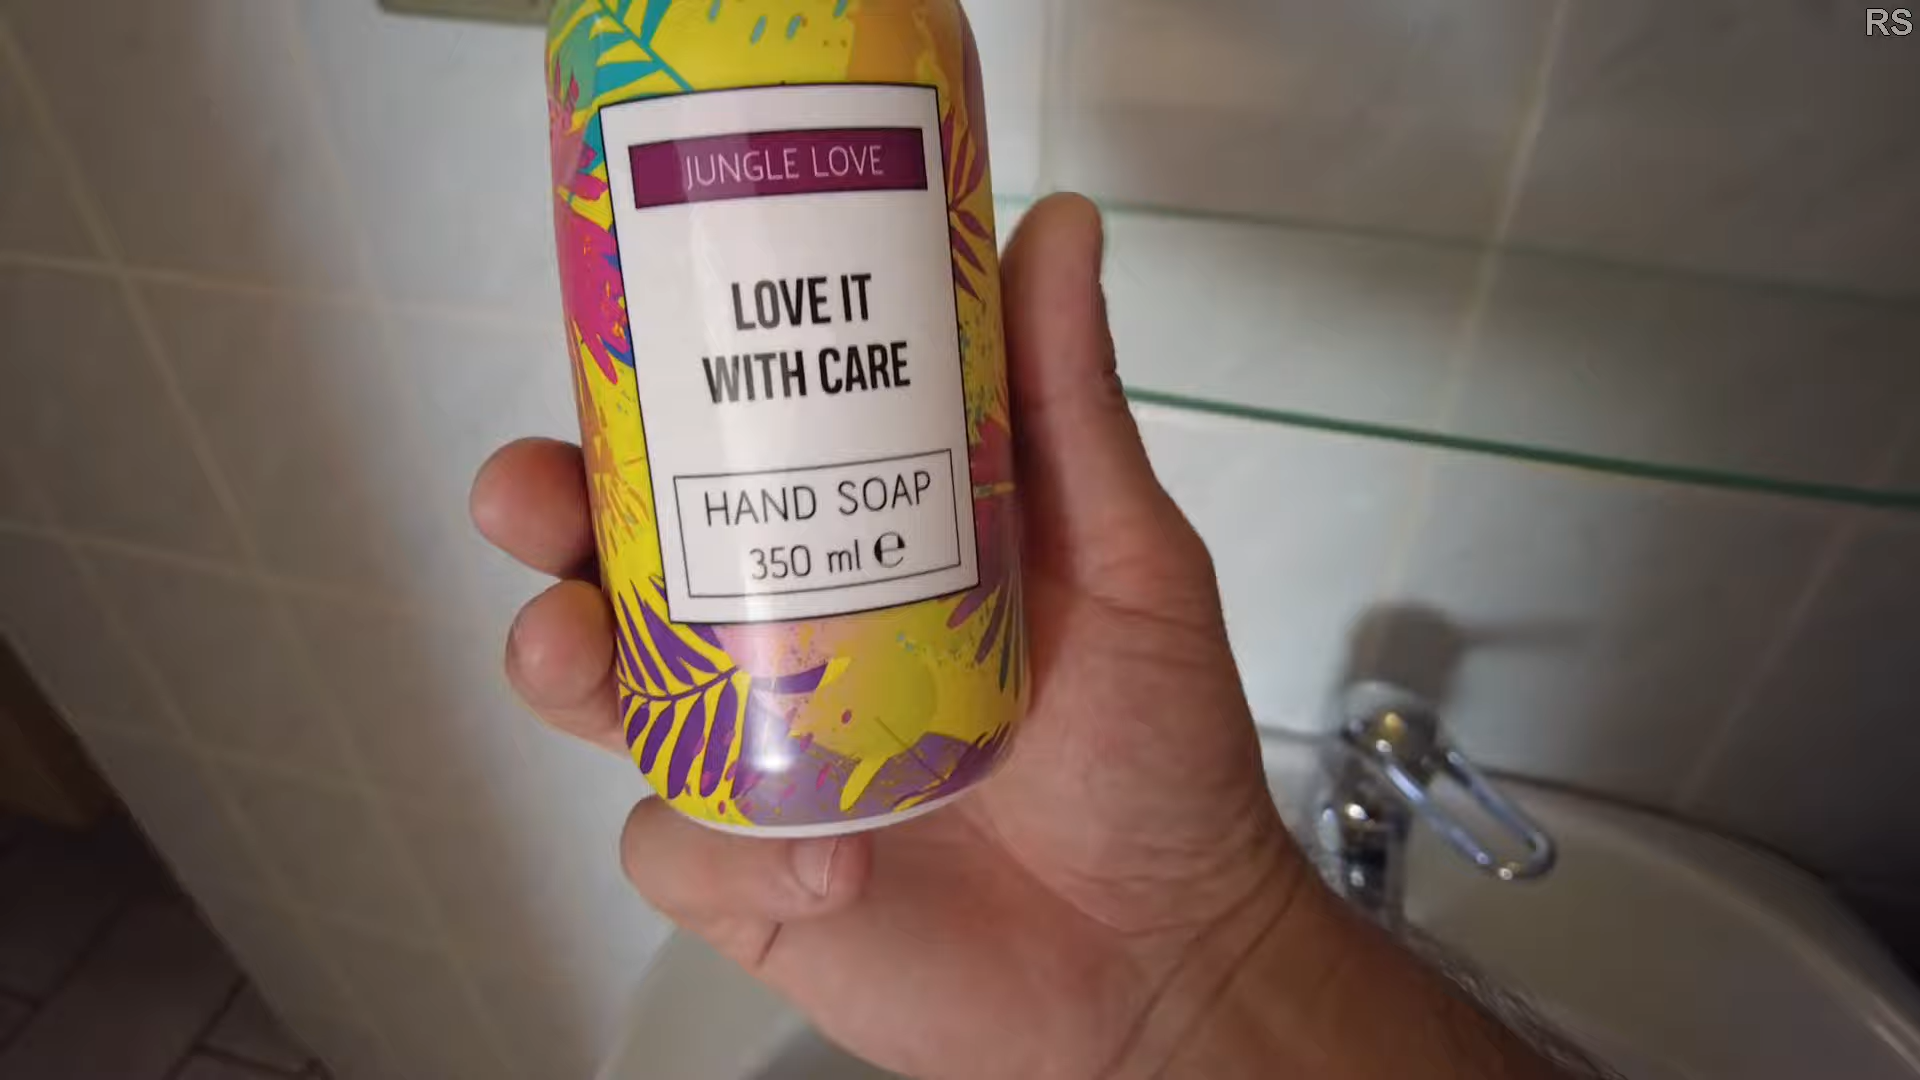 RS
JUNGLE LOVE
LOVE IT
WITH CARE
HAND SOAP
350 ml ℮